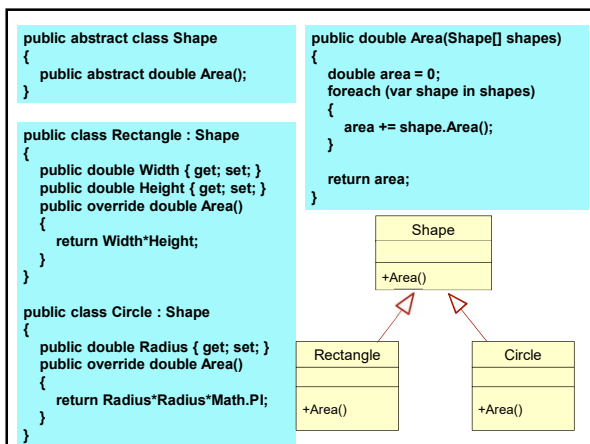 public abstract class Shape
{
public abstract double Area();
}
public class Rectangle : Shape
{
public double Width { get; set; }
public double Height { get; set; }
public override double Area()
{
return Width*Height;
}
}
public class Circle : Shape
{
public double Radius { get; set; }
public override double Area()
{
return Radius*Radius*Math.PI;
}
}
public double Area(Shape[] shapes)
{
double area = 0;
foreach (var shape in shapes)
{
area += shape.Area();
}
return area;
}
Shape
+Area()
Rectangle
+Area()
Circle
+Area()